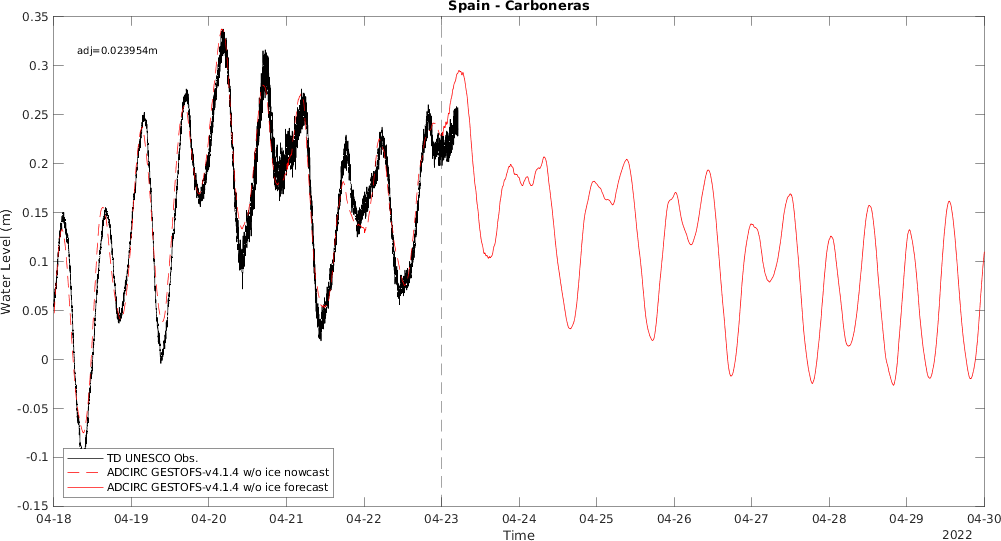 Spain - Carboneras
adj=0.023954m
Water Level (m)
0.35
0.3
0.25
0.2
0.15
0.1
0.05
0
-0.05
-0.1
-0.15
TD UNESCO Obs.
ADCIRC GESTOFS-v4.1.4 w/o ice nowcast
ADCIRC GESTOFS-v4.1.4 w/o ice forecast
04-18 04-19 04-20 04-21 04-22 04-23 04-24 04-25 04-26 04-27 04-28 04-29 04-30
Time
2022